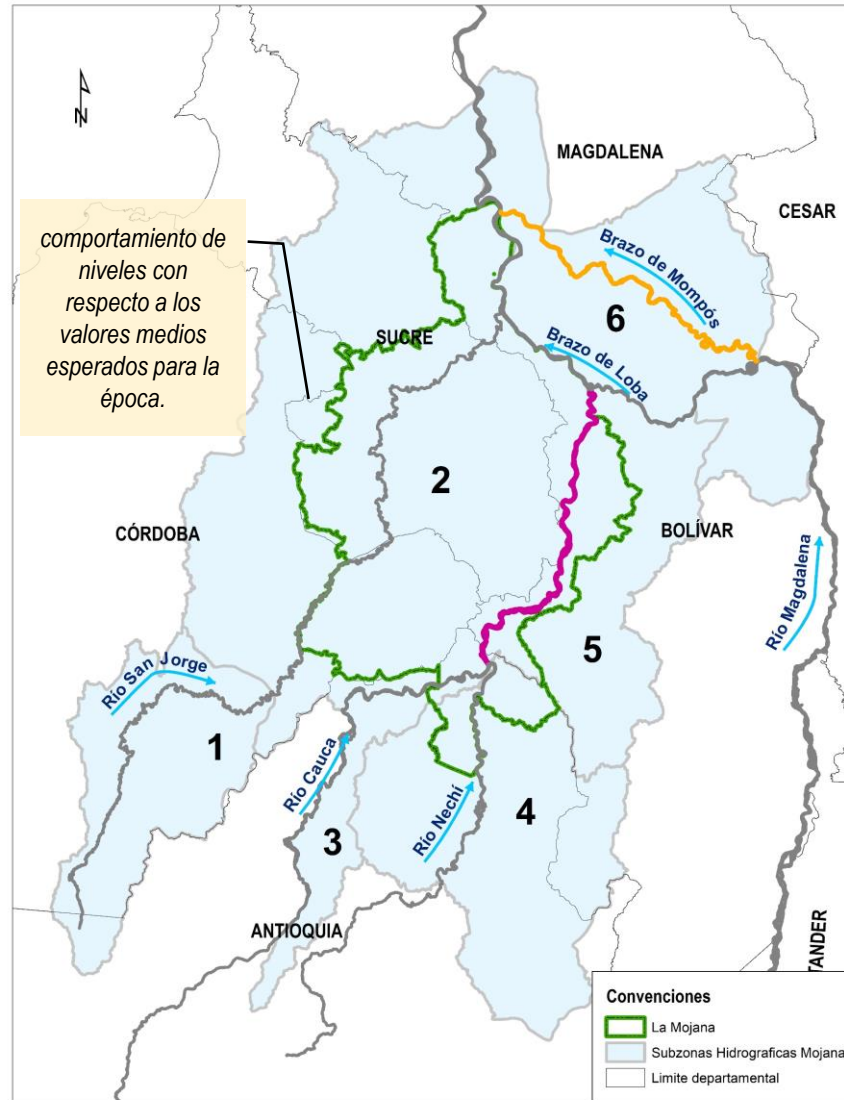 N
MAGDALENA
CESAR
comportamiento de
niveles con
respecto a los
valores medios
esperados para la
época.
Brazo de Mompós
6
SUCRE
Brazo de Loba
2
CÓRDOBA
BOLÍVAR
Río Magdalena
5
Río San Jorge
1
Río Cauca
3
Río Nechí
4
ANTIOQUIA
TANDER
Convenciones
La Mojana
Subzonas Hidrograficas Mojana
Limite departamental